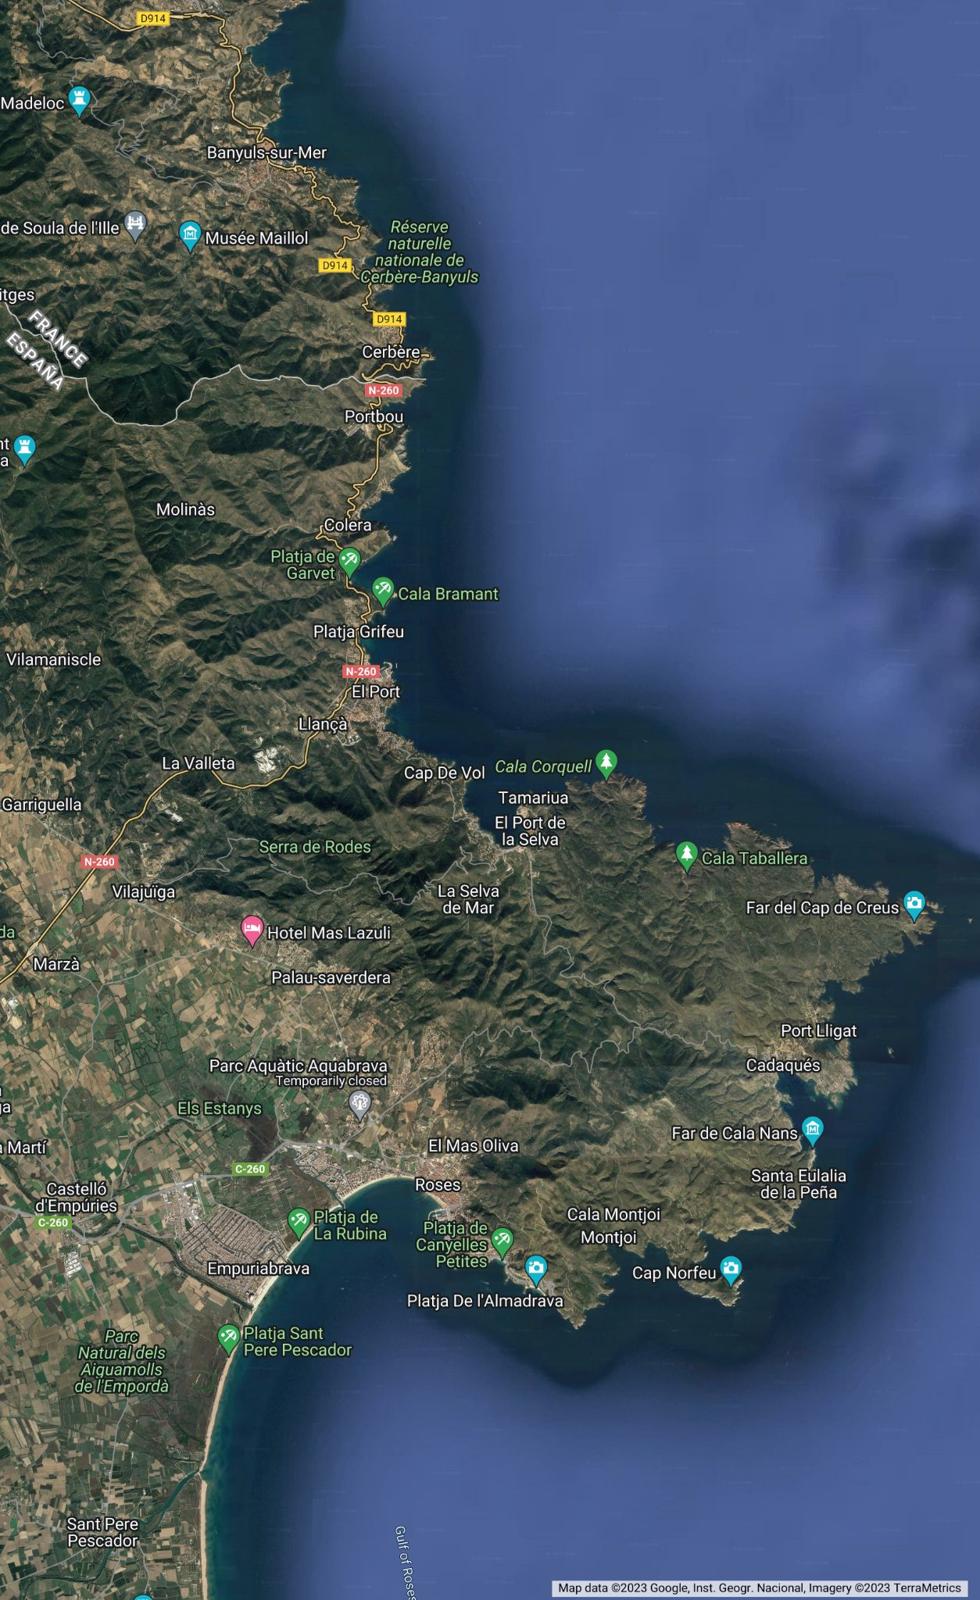 D914
Madeloc
Banyuls-sur-Mer
de Soula de l'Ille
Musée Maillol
Réserve
naturelle
nationale de
Cerbère-Banyuls
D914
itges
FRANCE
ESPAÑA
D914
Cerbère
N-260
Portbou
nt
a
Molinàs
Colera
Platja de
Garvet
Cala Bramant
Platja Grifeu
Vilamaniscle
N-260
El Port
Llançà
La Valleta
Cap De Vol
Cala Corquell
Tamariua
Garriguella
El Port de
la Selva
Serra de Rodes
Cala Taballera
N-260
Vilajuïga
La Selva
de Mar
Far del Cap de Creus
da
Hotel Mas Lazuli
Marzà
Palau-saverdera
Port Lligat
Parc Aquàtic Aquabrava
Temporarily closed
Cadaqués
ga
Els Estanys
Far de Cala Nans
a Martí
El Mas Oliva
C-260
Santa Eulalia
de la Peña
Castelló
d'Empúries
Roses
C-260
Platja de
La Rubina
Cala Montjoi
Montjoi
Platja de
Canyelles
Petites
Empuriabrava
Cap Norfeu
Platja De l'Almadrava
Platja Sant
Pere Pescador
Parc
Natural dels
Aiguamolls
de l'Empordà
Sant Pere
Pescador
Gulf of Roses
Map data ©2023 Google, Inst. Geogr. Nacional, Imagery ©2023 TerraMetrics